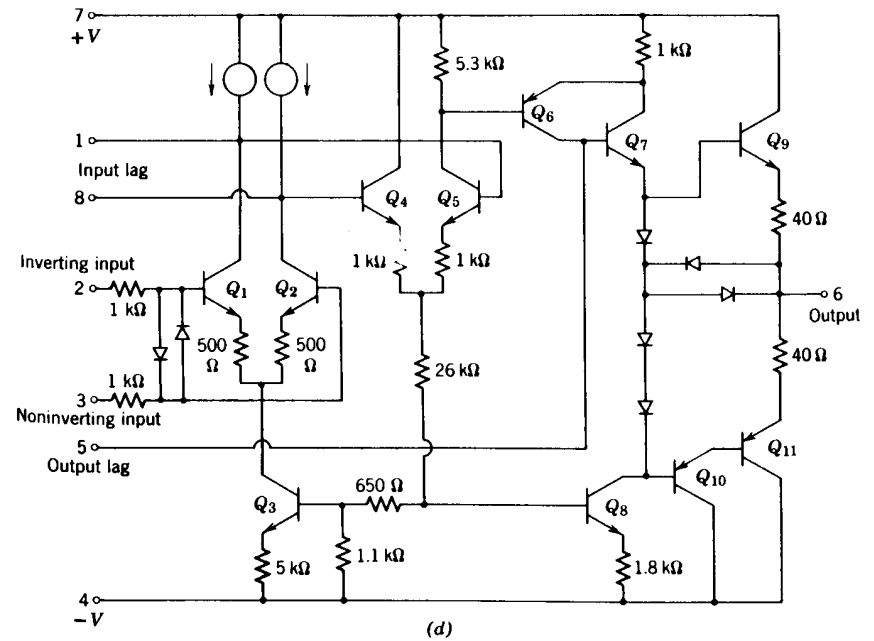 7
+V
5.3 kΩ
1 kΩ
Q6
Q7
Q9
1
Input lag
8
Q4
Q5
40 Ω
1 kΩ
1 kΩ
Inverting input
2
1 kΩ
Q1
Q2
6
Output
500
Ω
500
Ω
40 Ω
26 kΩ
1 kΩ
3
Noninverting input
5
Output lag
Q11
Q10
650 Ω
Q3
Q8
5 kΩ
1.1 kΩ
1.8 kΩ
4
−V
(d)